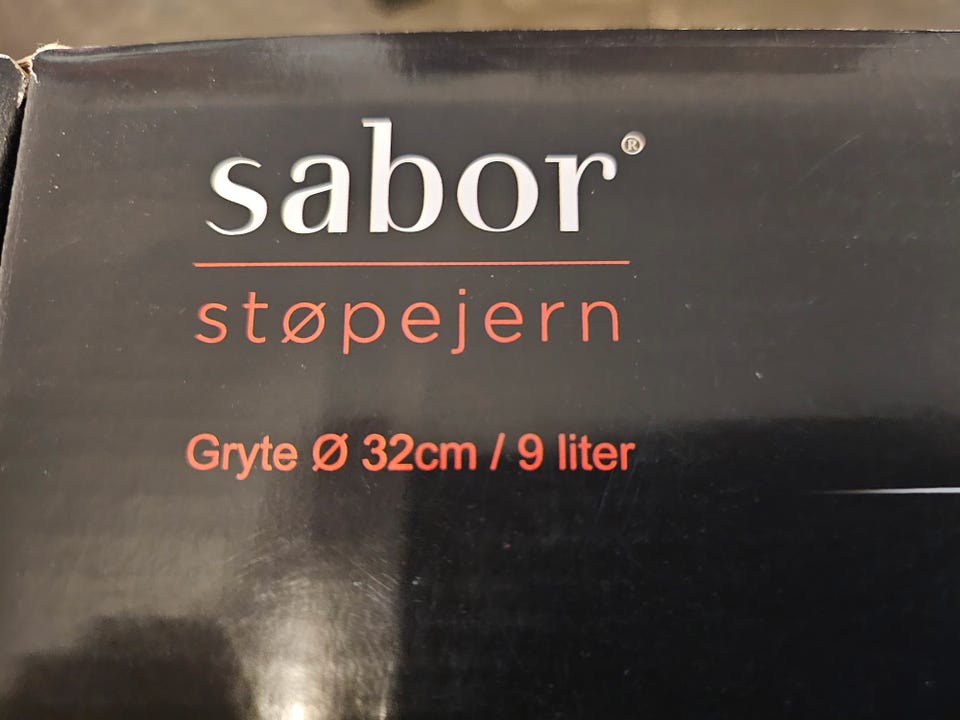 sabor®
støpejern
Gryte Ø 32cm / 9 liter